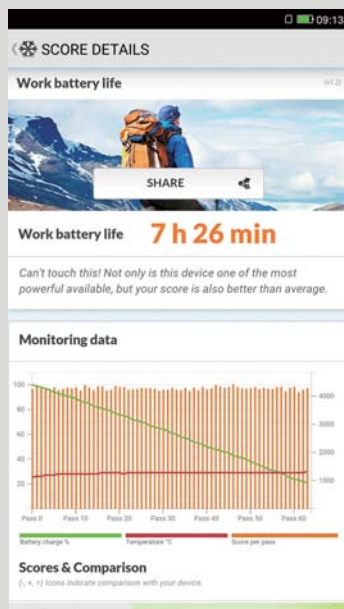 09:13
SCORE DETAILS
Work battery life (v1.2)
SHARE
Work battery life 7 h 26 min
Can't touch this! Not only is this device one of the most
powerful available, but your score is also better than average.
Monitoring data
100
80
60
40
20
4000
3000
2000
1000
Pass 0 Pass 10 Pass 20 Pass 30 Pass 40 Pass 50 Pass 60
Battery charge % Temperature °C Score per pass
Scores & Comparison
(-, +, =) Icons indicate comparison with your device.